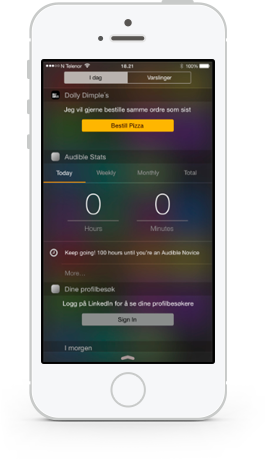 N Telenor 18.21 100%
I dag Varslinger
Dolly Dimple's
Jeg vil gjerne bestille samme ordre som sist
Bestill Pizza
Audible Stats
Today Weekly Monthly Total
0 0
Hours Minutes
Keep going! 100 hours until you're an Audible Novice
More...
Dine profilbesøk
Logg på LinkedIn for å se dine profilbesøkere
Sign In
I morgen